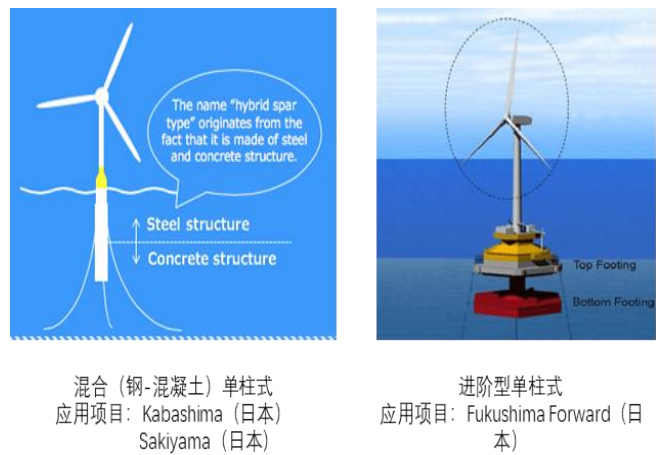 The name "hybrid spar
type" originates from the
fact that it is made of steel
and concrete structure.
Steel structure
Concrete structure
混合（钢-混凝土）单柱式
应用项目：Kabashima（日本）
Sakiyama（日本）
Top Footing
Bottom Footing
进阶型单柱式
应用项目：Fukushima Forward（日
本）